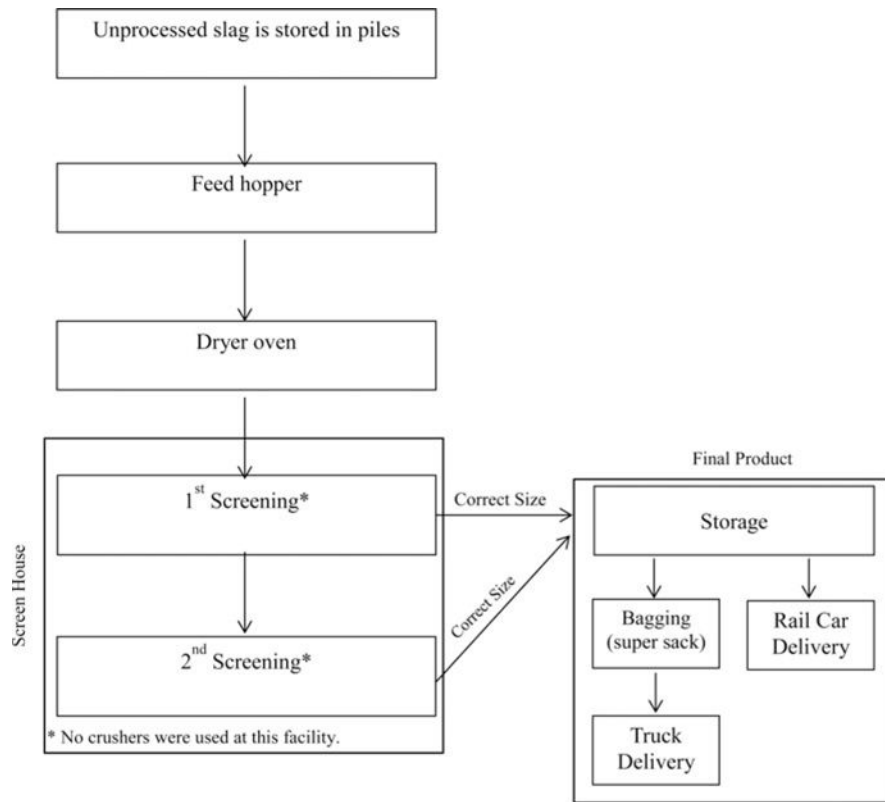 Unprocessed slag is stored in piles
Feed hopper
Dryer oven
Screen House
1st Screening*
2nd Screening*
* No crushers were used at this facility.
Correct Size
Correct Size
Final Product
Storage
Bagging
(super sack)
Rail Car
Delivery
Truck
Delivery